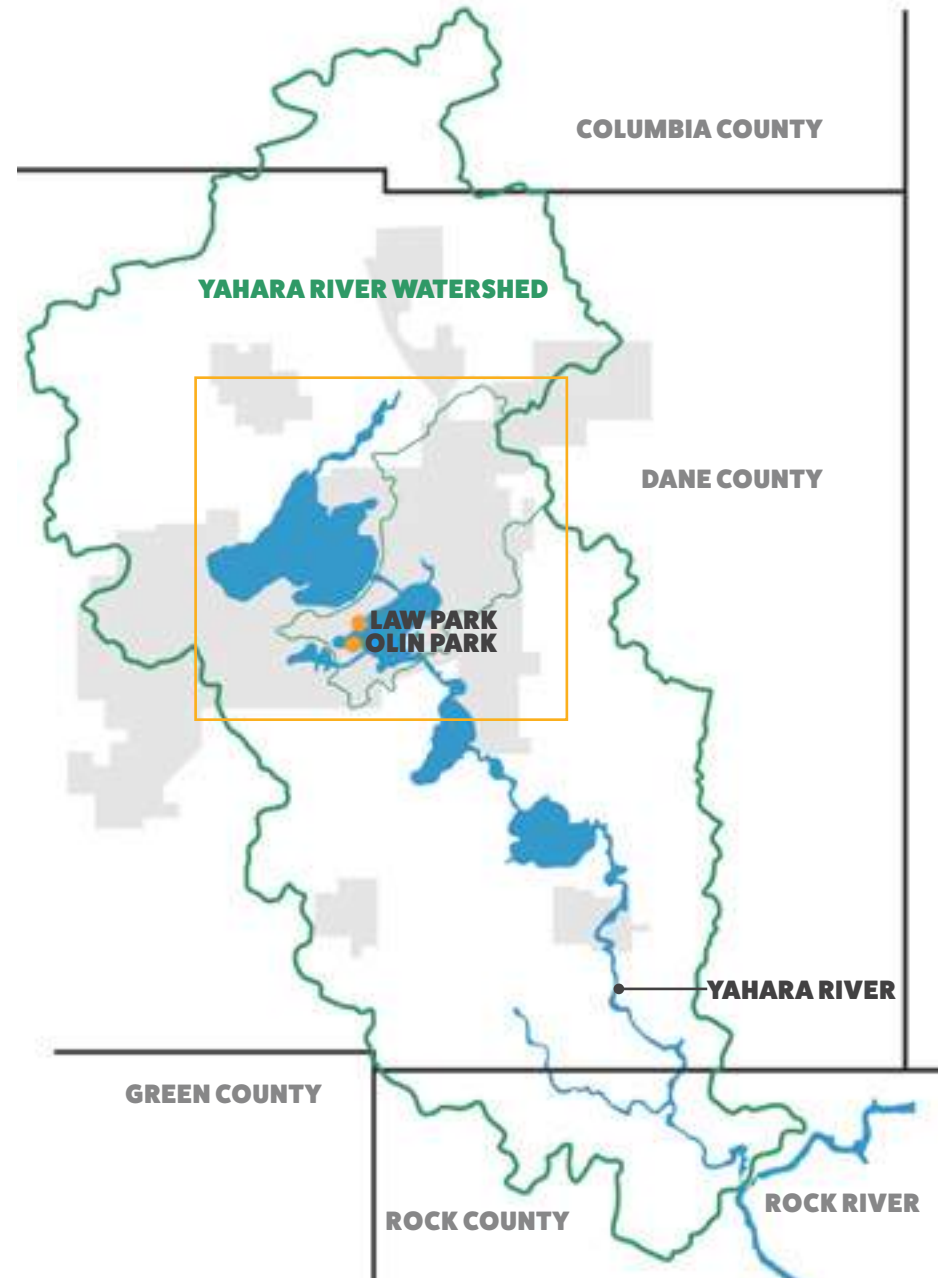 COLUMBIA COUNTY
YAHARA RIVER WATERSHED
DANE COUNTY
LAW PARK
OLIN PARK
YAHARA RIVER
GREEN COUNTY
ROCK RIVER
ROCK COUNTY